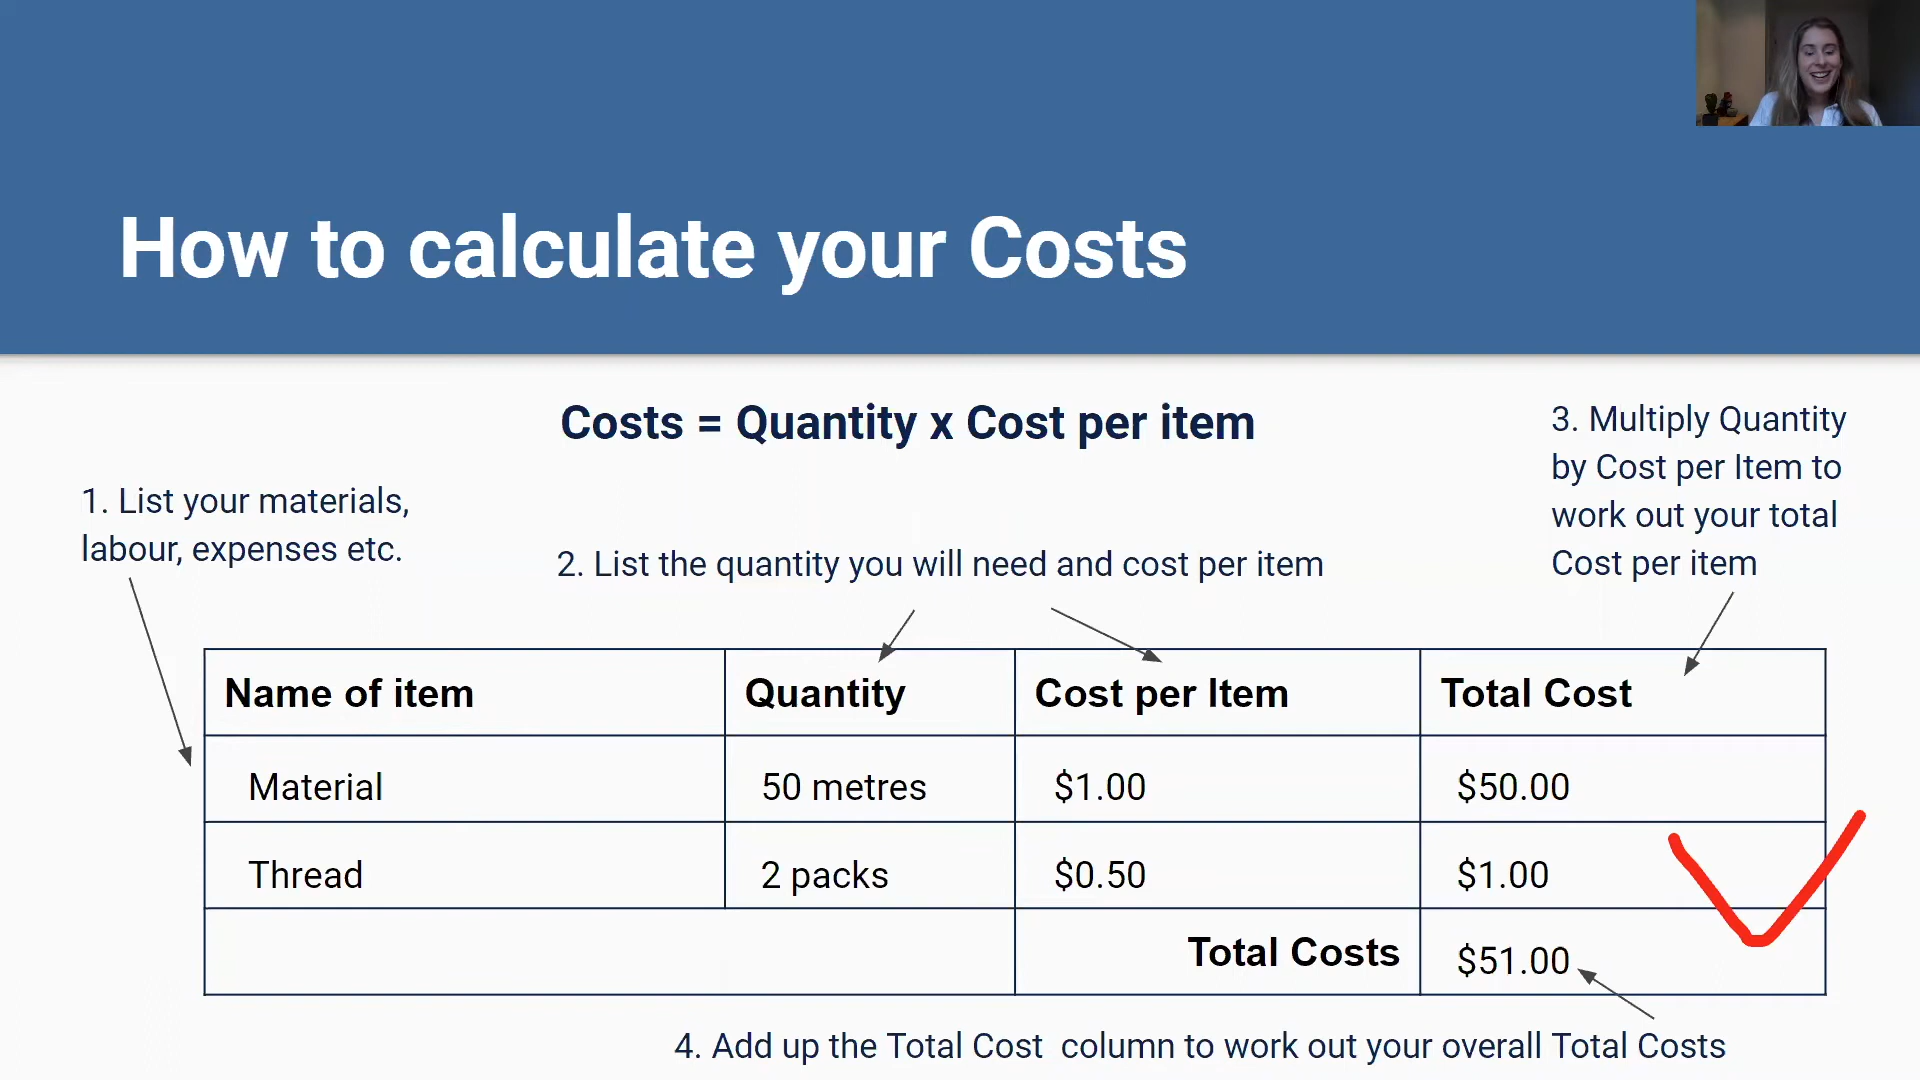 How to calculate your Costs
Costs = Quantity x Cost per item
1. List your materials,
labour, expenses etc.
2. List the quantity you will need and cost per item
3. Multiply Quantity
by Cost per Item to
work out your total
Cost per item
Name of item Quantity Cost per Item Total Cost
Material 50 metres $1.00 $50.00
Thread 2 packs $0.50 $1.00
Total Costs $51.00
4. Add up the Total Cost column to work out your overall Total Costs